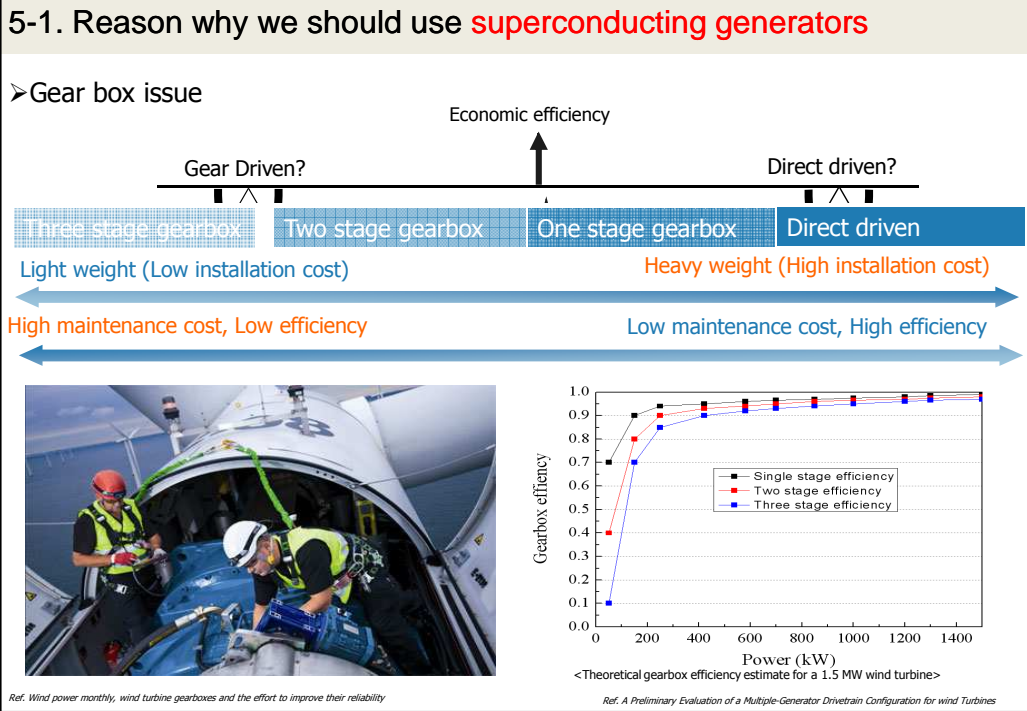 5-1. Reason why we should use superconducting generators
➢Gear box issue
Economic efficiency
Gear Driven?
Direct driven?
Three stage gearbox
Two stage gearbox
One stage gearbox
Direct driven
Light weight (Low installation cost)
Heavy weight (High installation cost)
High maintenance cost, Low efficiency
Low maintenance cost, High efficiency
1.0
0.9
0.8
0.7
0.6
0.5
0.4
0.3
0.2
0.1
0.0
Gearbox effiency
Single stage efficiency
Two stage efficiency
Three stage efficiency
0 200 400 600 800 1000 1200 1400
Power (kW)
<Theoretical gearbox efficiency estimate for a 1.5 MW wind turbine>
Ref. Wind power monthly, wind turbine gearboxes and the effort to improve their reliability
Ref. A Preliminary Evaluation of a Multiple-Generator Drivetrain Configuration for wind Turbines